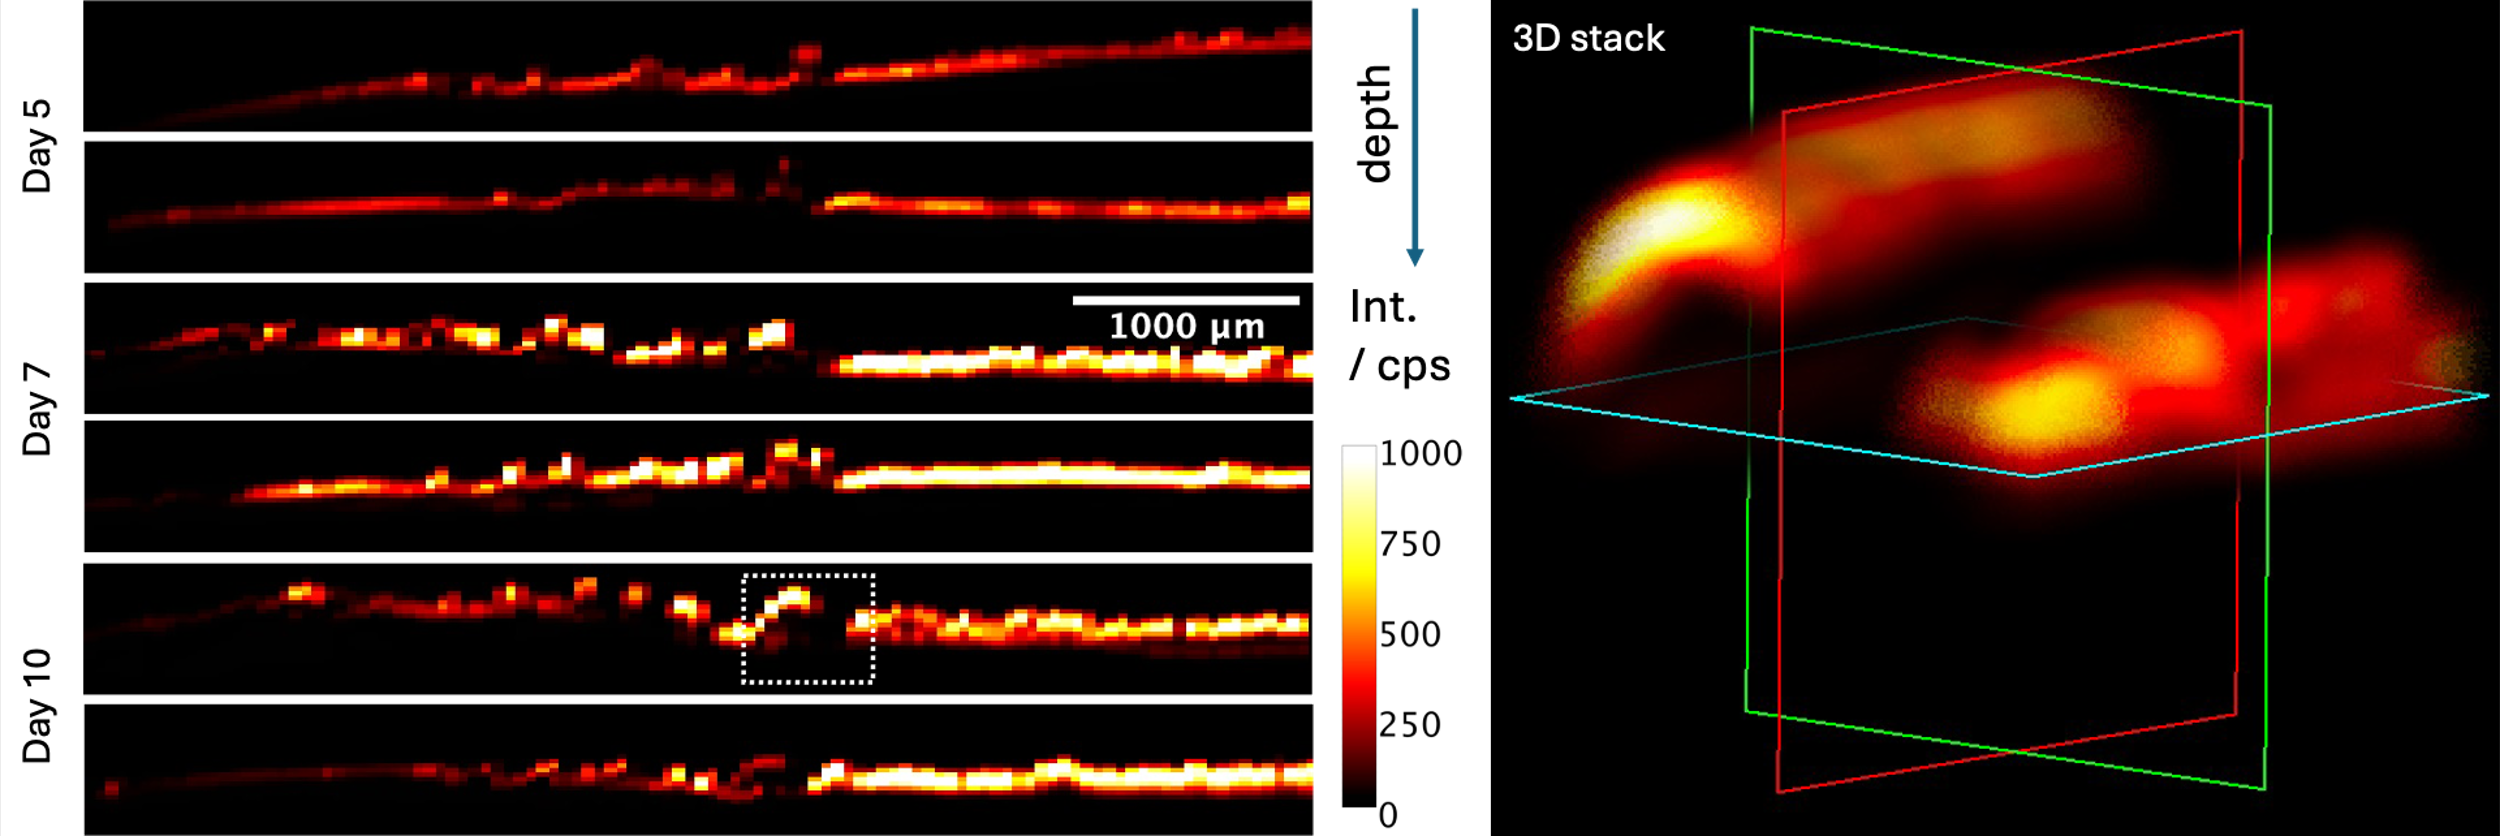 Day 5
Day 7
Day 10
1000 µm
depth
Int.
/ cps
1000
750
500
250
0
3D stack